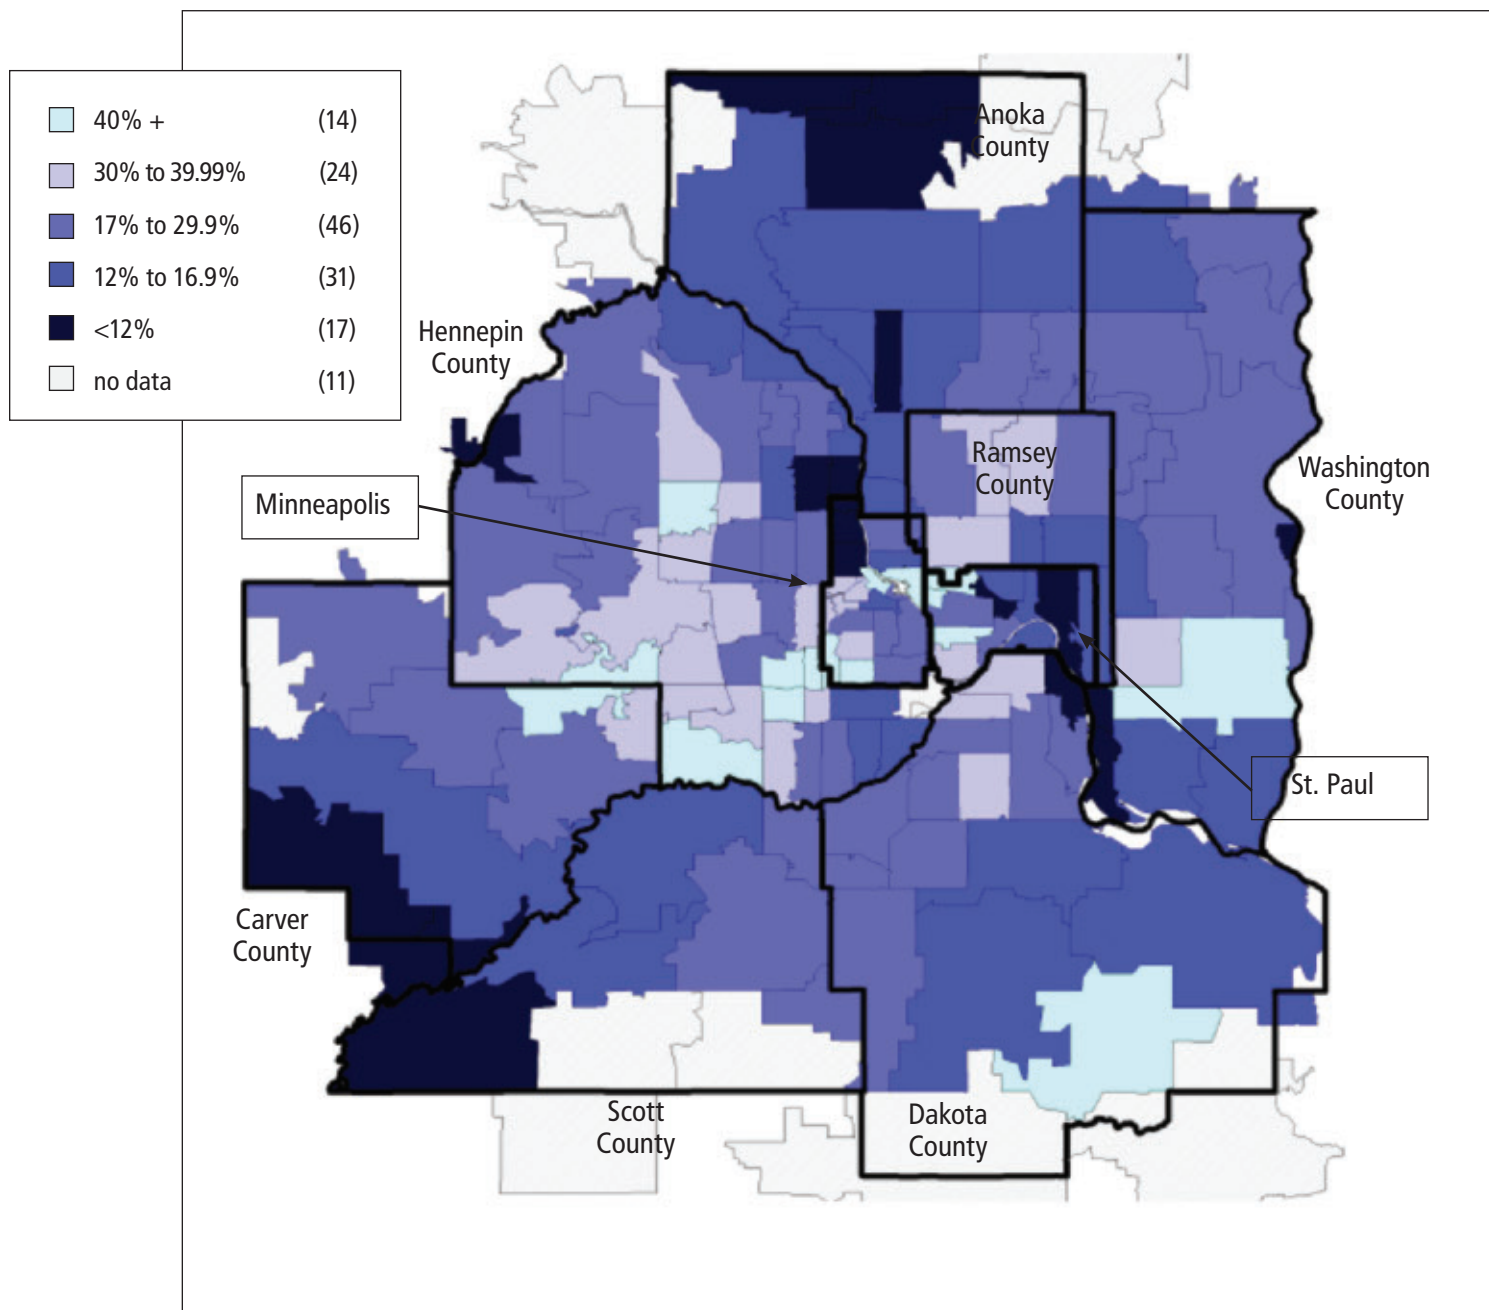 40% + (14)
30% to 39.99% (24)
17% to 29.9% (46)
12% to 16.9% (31)
<12% (17)
no data (11)
Anoka
County
Hennepin
County
Ramsey
County
Washington
County
Minneapolis
St. Paul
Carver
County
Scott
County
Dakota
County